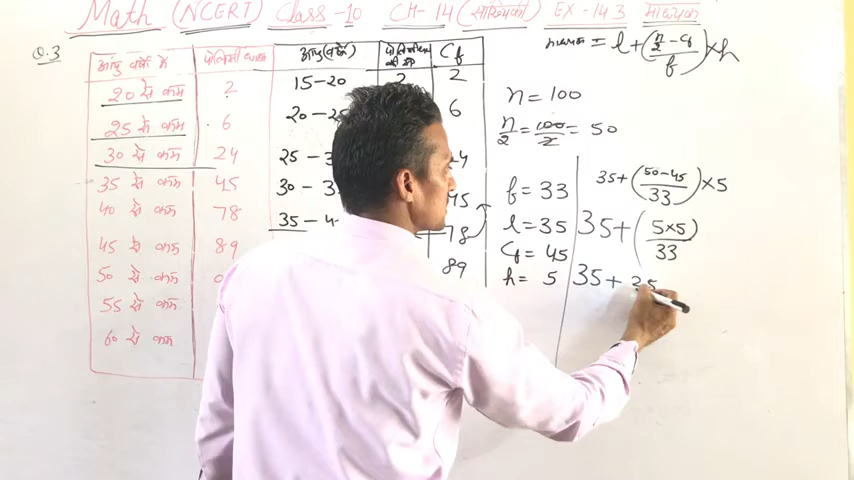 Math (NCERT) Class-10 CH-14 (सांख्यिकी) EX-14.3 माध्यक
Q.3
आयु वर्ष में पॉलिसी धारक
20 से कम 2
25 से कम 6
30 से कम 24
35 से कम 45
40 से कम 78
45 से कम 89
50 से कम
55 से कम
60 से कम
आयु (वर्ष) Cf
15-20 2 2
20-25 6
25-3 4
30-3 45
35-4 78
89
माध्यक = l+(n/2-cf/f)×h
n=100
n/2=100/2=50
f=33
l=35
Cf=45
h=5
35+(50-45/33)×5
35+(5×5/33)
35+25